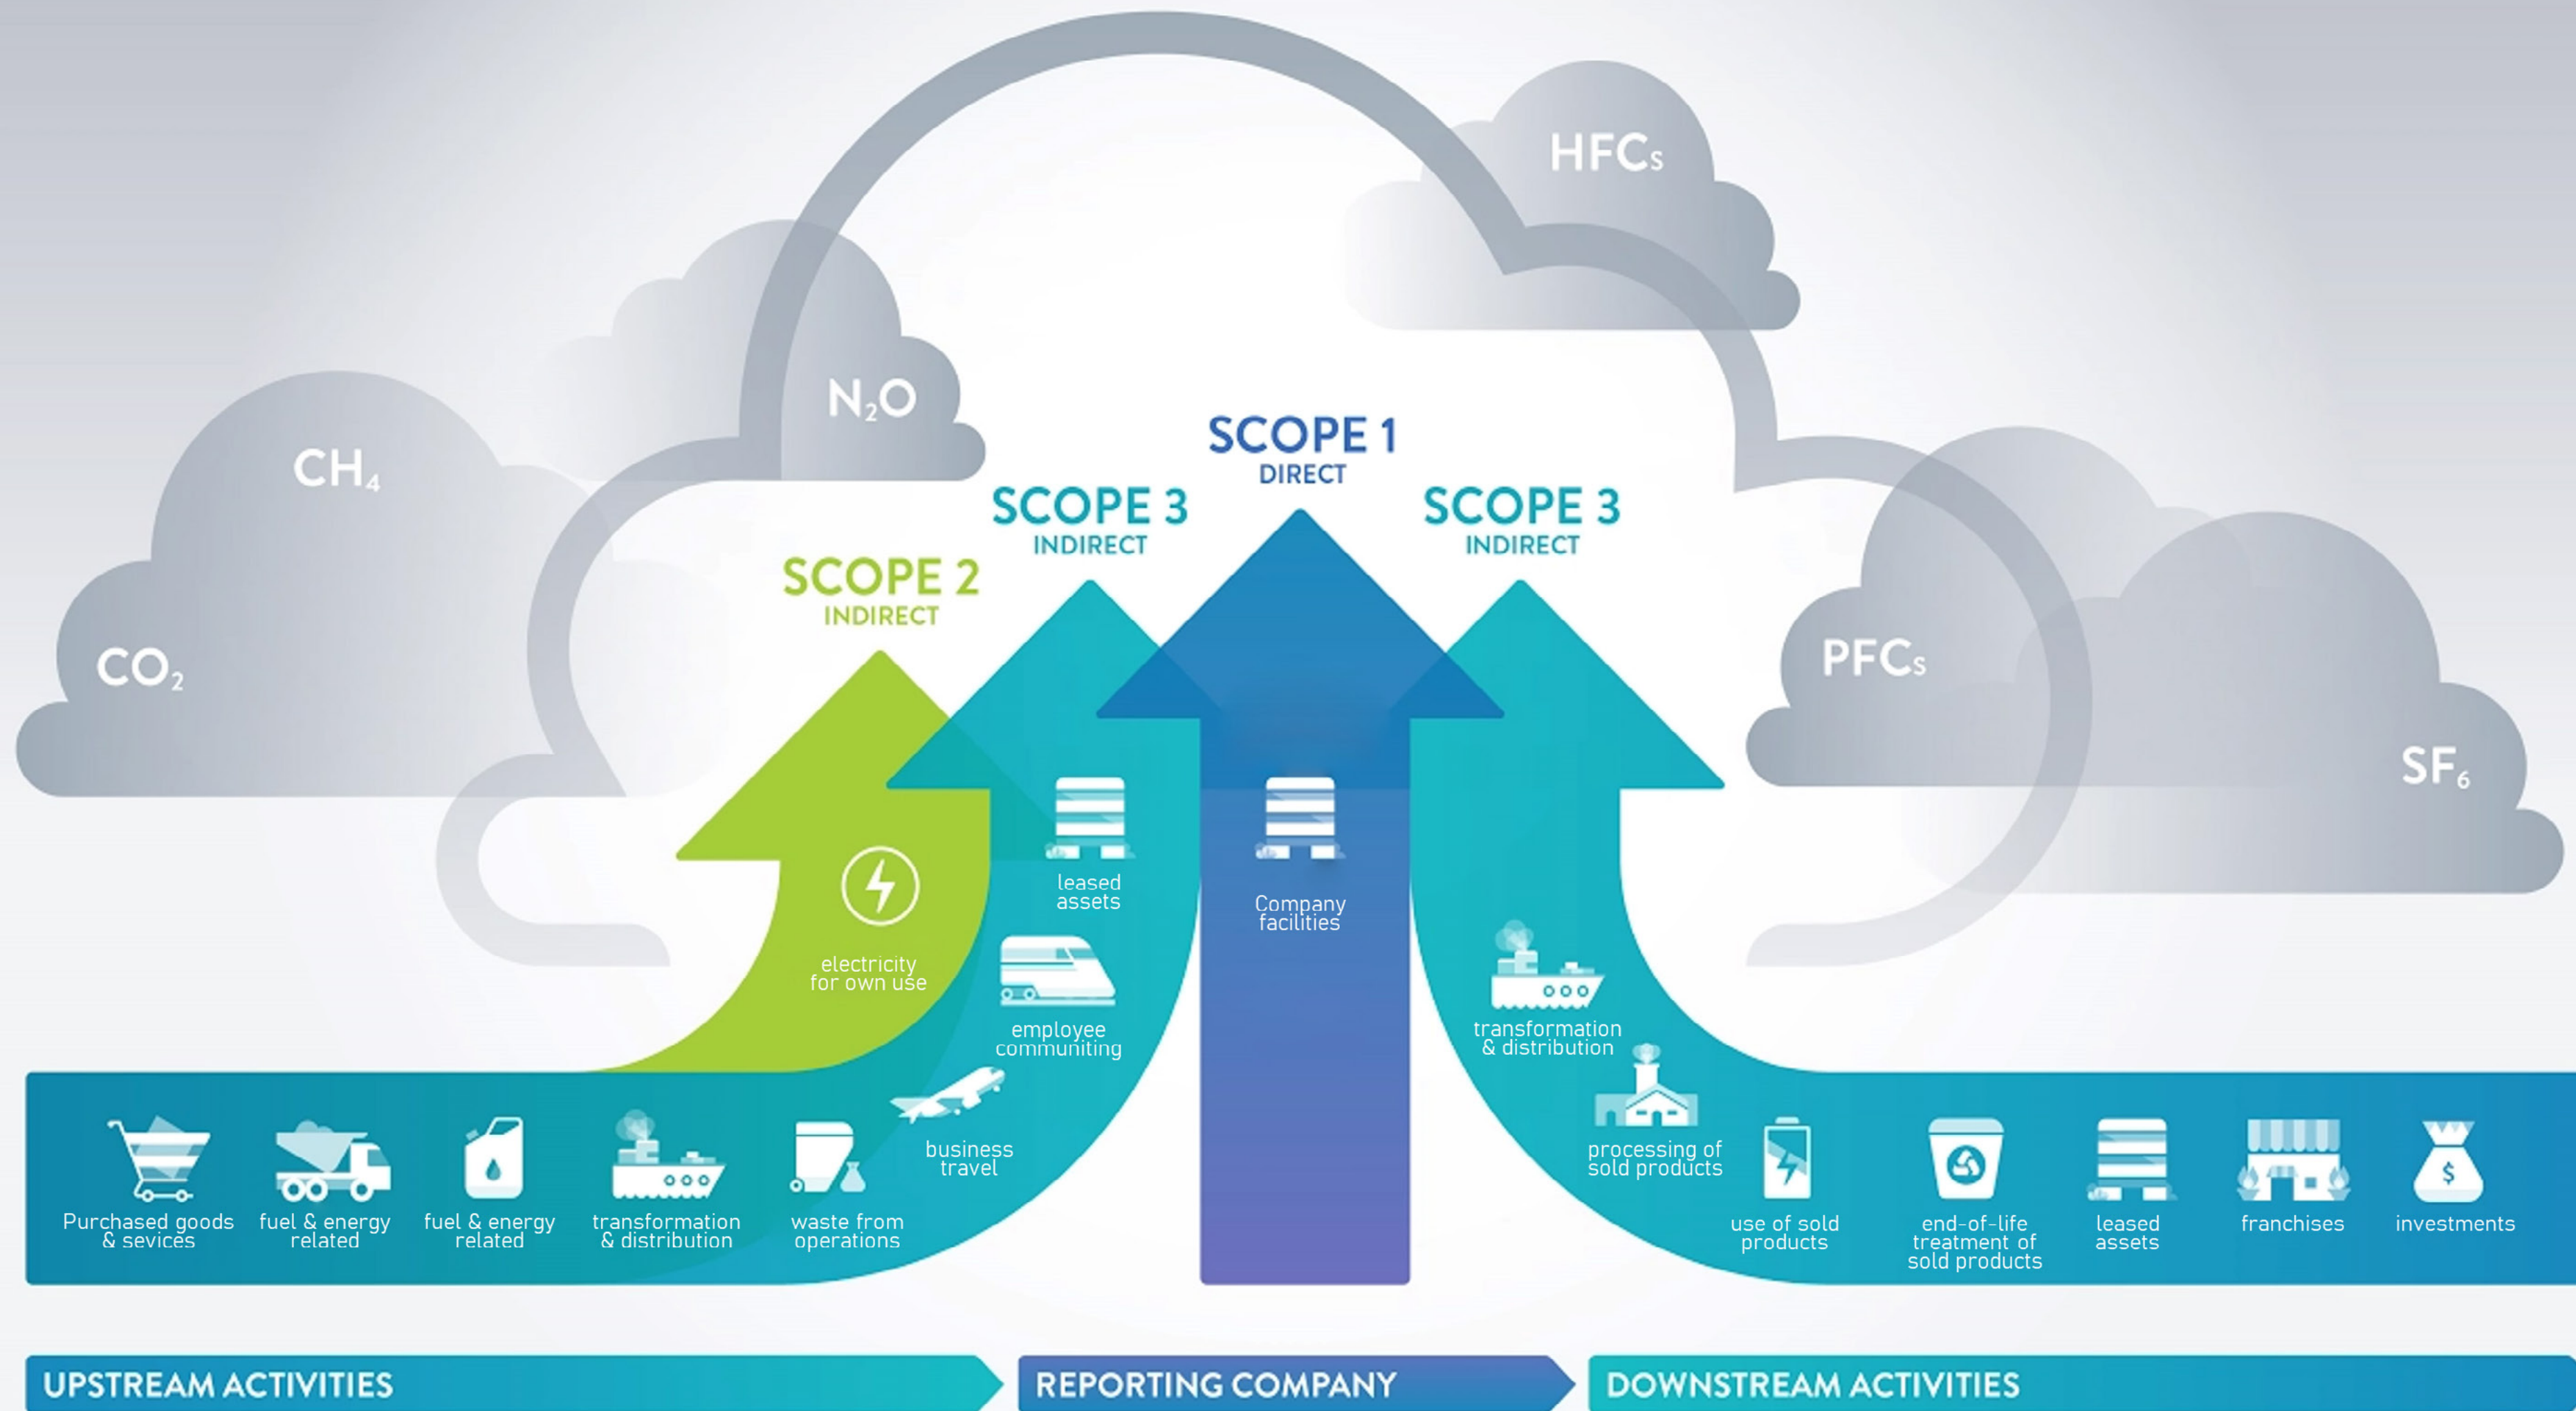 HFCs
N₂O
CH₄
CO₂
SCOPE 1
DIRECT
SCOPE 3
INDIRECT
SCOPE 3
INDIRECT
SCOPE 2
INDIRECT
PFCs
SF₆
leased
assets
Company
facilities
electricity
for own use
employee
communiting
transformation
& distribution
business
travel
processing of
sold products
Purchased goods
& sevices
fuel & energy
related
fuel & energy
related
transformation
& distribution
waste from
operations
use of sold
products
end-of-life
treatment of
sold products
leased
assets
franchises
$
investments
UPSTREAM ACTIVITIES
REPORTING COMPANY
DOWNSTREAM ACTIVITIES